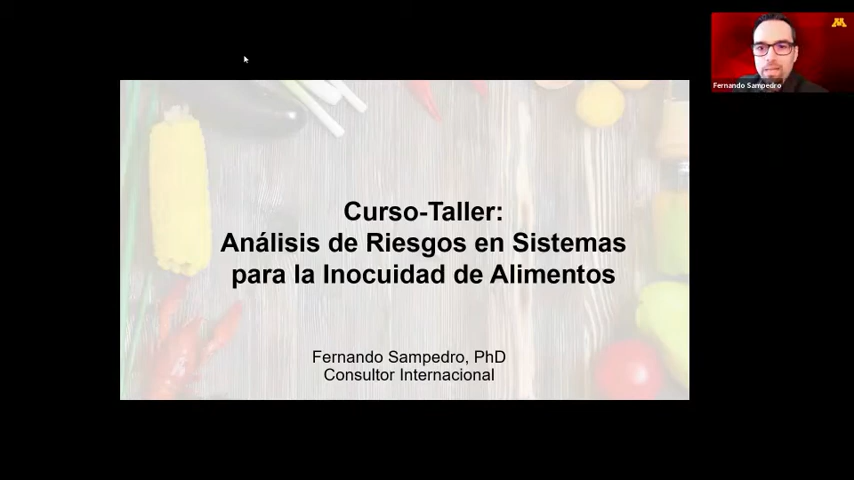 Curso-Taller:
Análisis de Riesgos en Sistemas
para la Inocuidad de Alimentos
Fernando Sampedro, PhD
Consultor Internacional
Fernando Sampedro